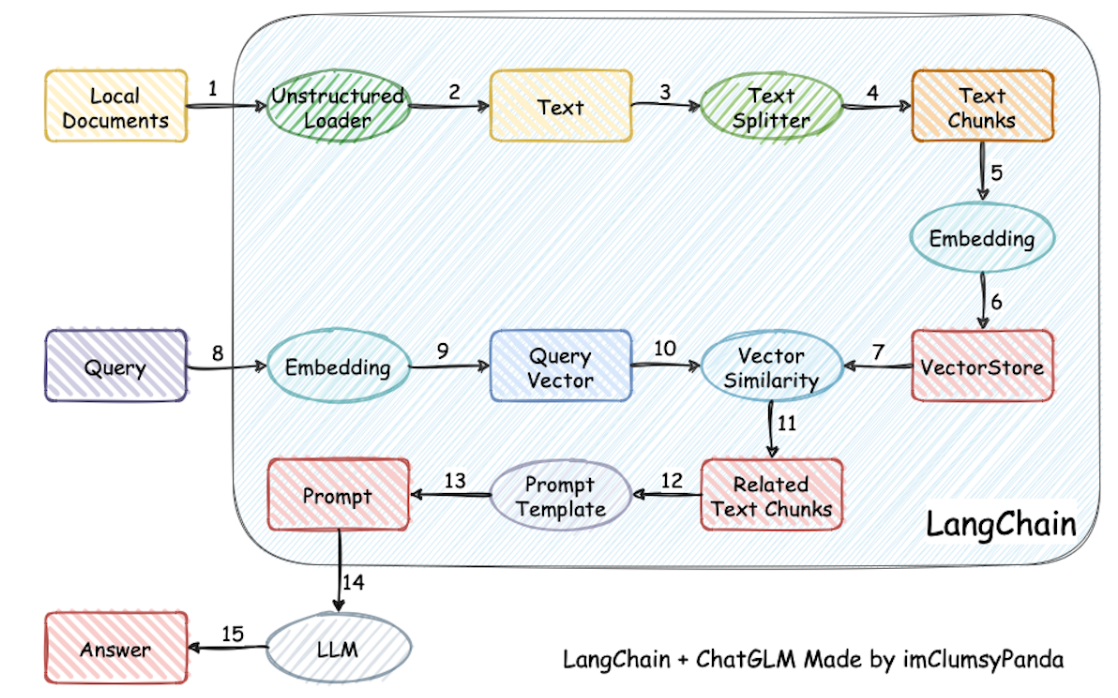 1
2
3
4
Local
Documents
Unstructured
Loader
Text
Text
Splitter
Text
Chunks
5
Embedding
6
8
9
10
7
Query
Embedding
Query
Vector
Vector
Similarity
VectorStore
11
13
12
Prompt
Prompt
Template
Related
Text Chunks
LangChain
14
15
Answer
LLM
LangChain + ChatGLM Made by imClumsyPanda